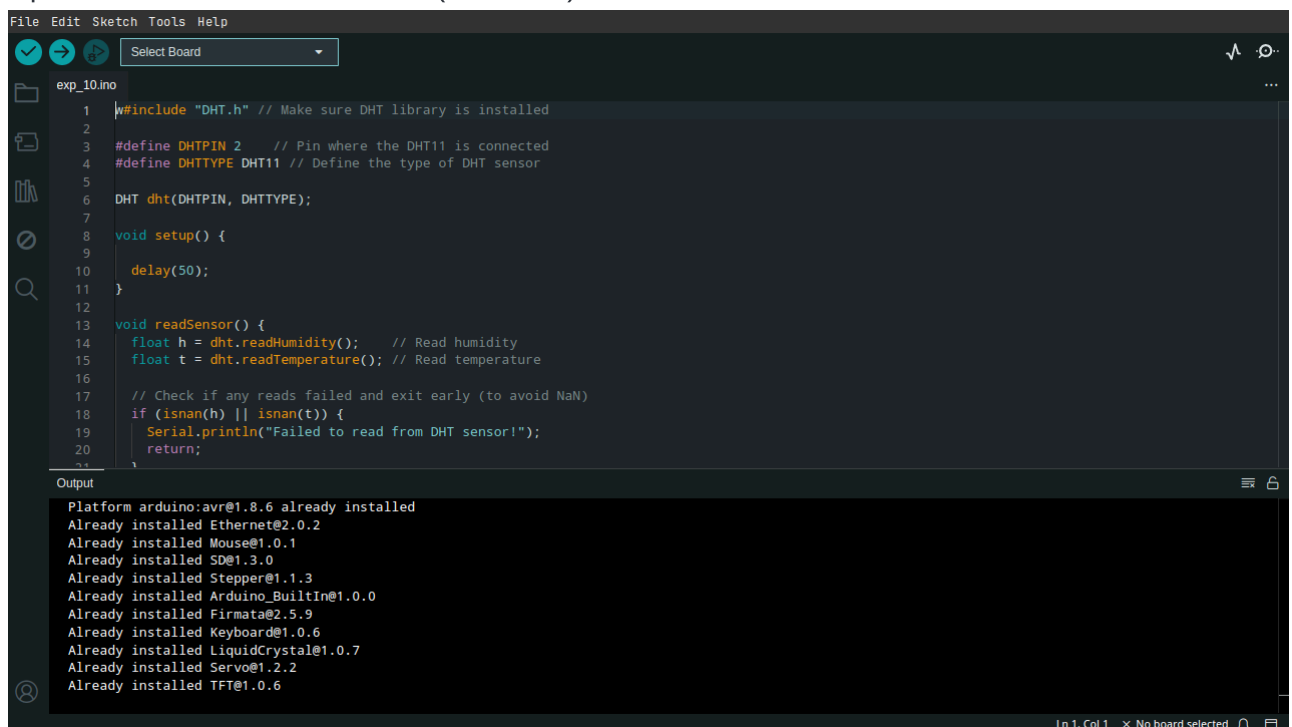 File Edit Sketch Tools Help
Select Board
exp_10.ino
1 w#include "DHT.h" // Make sure DHT library is installed
2
3 #define DHTPIN 2 // Pin where the DHT11 is connected
4 #define DHTTYPE DHT11 // Define the type of DHT sensor
5
6 DHT dht(DHTPIN, DHTTYPE);
7
8 void setup() {
9
10 delay(50);
11 }
12
13 void readSensor() {
14 float h = dht.readHumidity(); // Read humidity
15 float t = dht.readTemperature(); // Read temperature
16
17 // Check if any reads failed and exit early (to avoid NaN)
18 if (isnan(h) || isnan(t)) {
19 Serial.println("Failed to read from DHT sensor!");
20 return;
21 }
Output
Platform arduino:avr@1.8.6 already installed
Already installed Ethernet@2.0.2
Already installed Mouse@1.0.1
Already installed SD@1.3.0
Already installed Stepper@1.1.3
Already installed Arduino_BuiltIn@1.0.0
Already installed Firmata@2.5.9
Already installed Keyboard@1.0.6
Already installed LiquidCrystal@1.0.7
Already installed Servo@1.2.2
Already installed TFT@1.0.6
Ln 1, Col 1 × No board selected